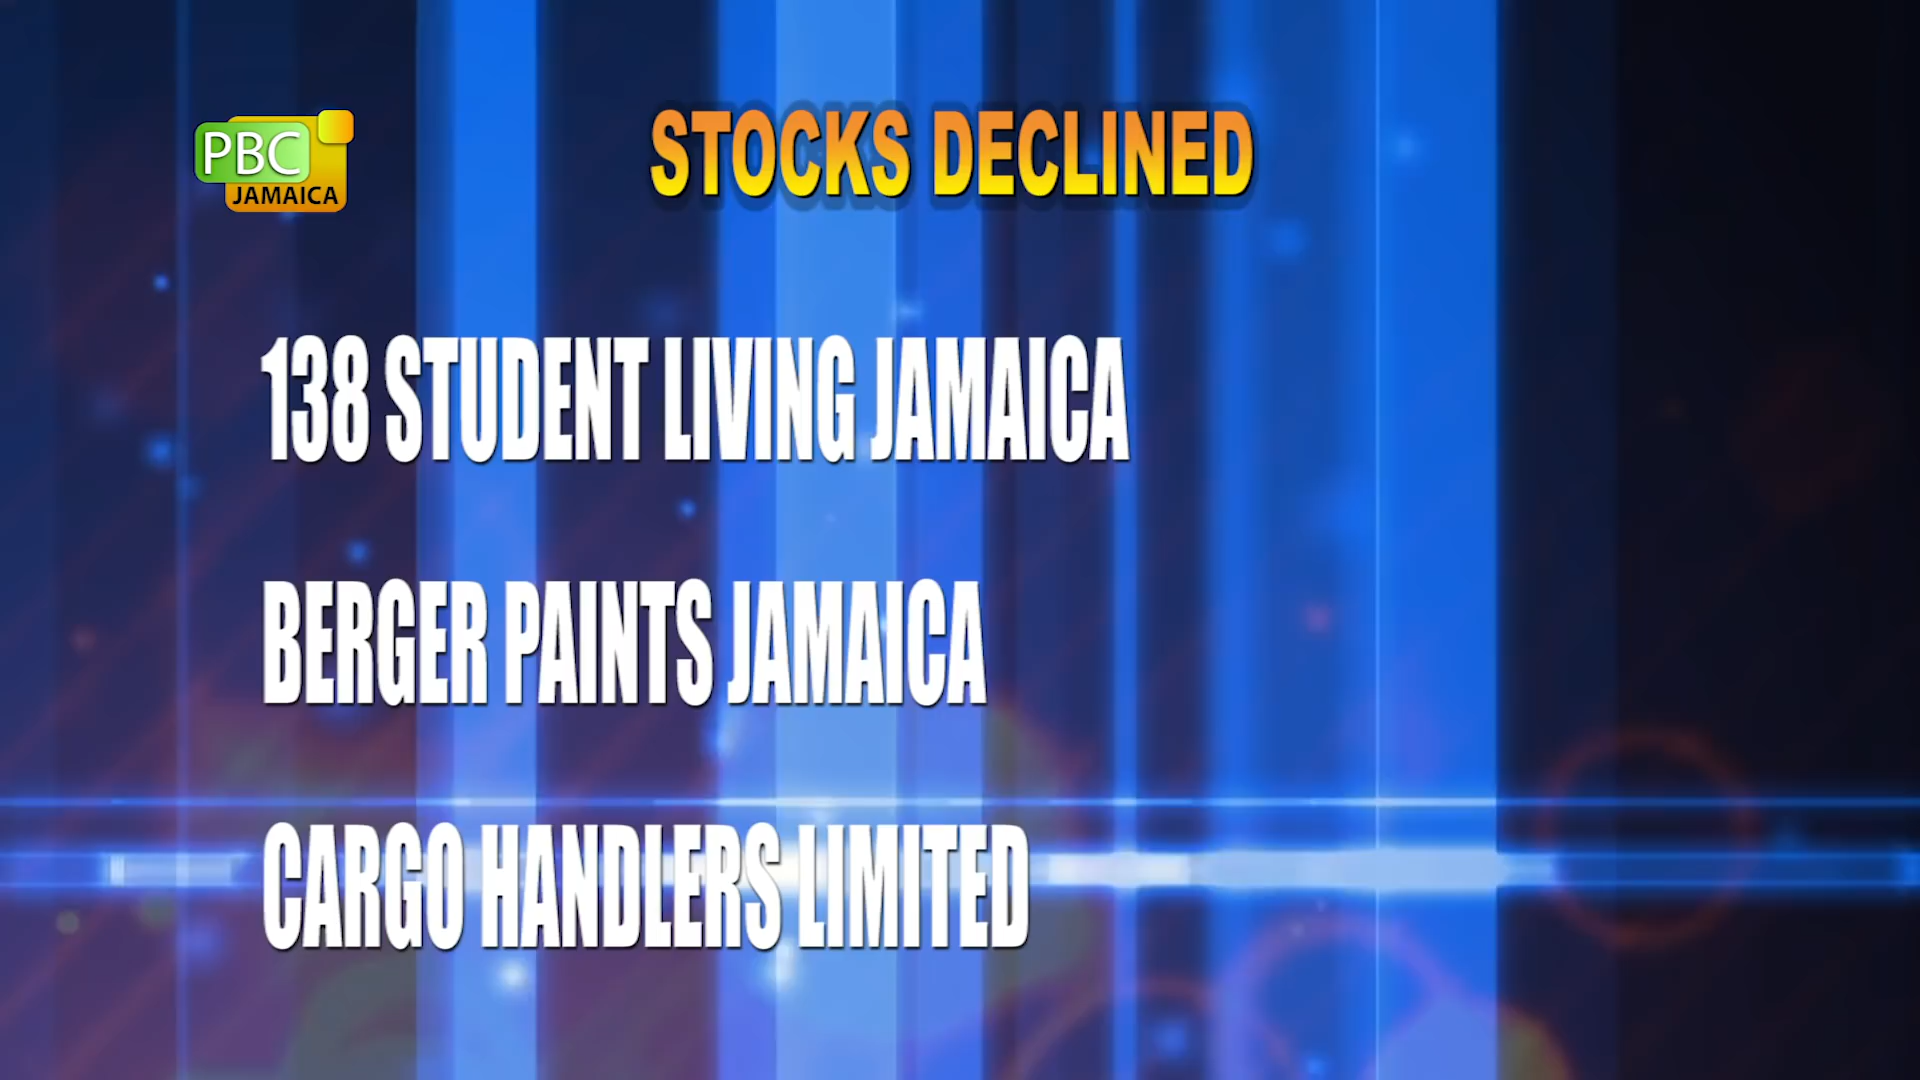 PBC
JAMAICA
STOCKS DECLINED
138 STUDENT LIVING JAMAICA
BERGER PAINTS JAMAICA
CARGO HANDLERS LIMITED